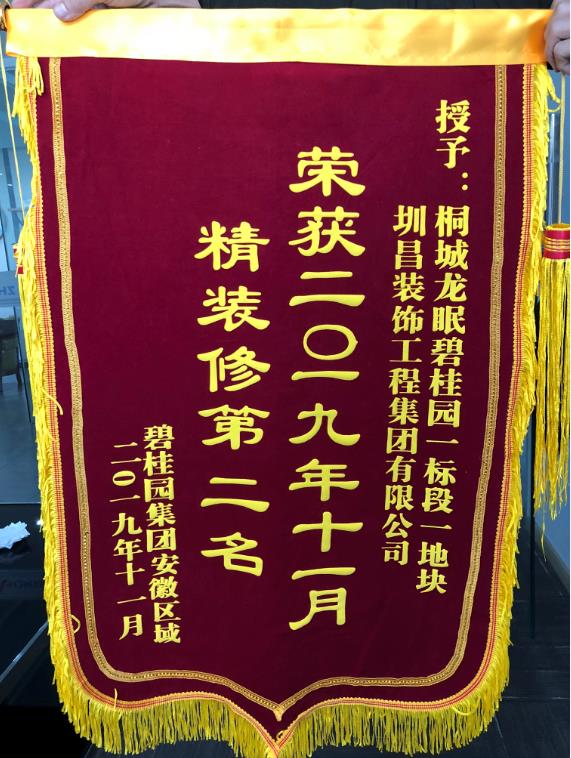 授予：桐城龙眠碧桂园一标段一地块
圳昌装饰工程集团有限公司
荣获二〇一九年十一月
精装修第二名
碧桂园集团安徽区域
二〇一九年十一月